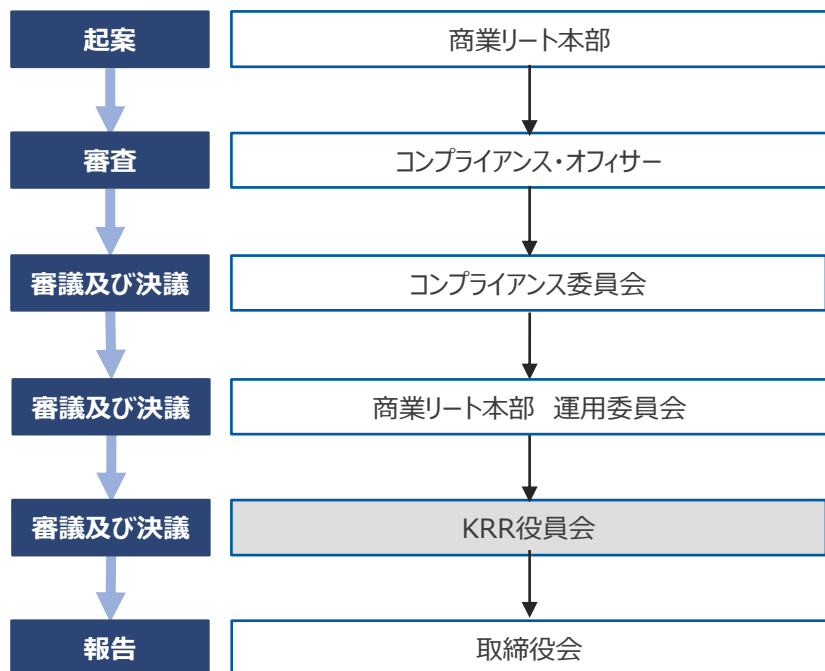 起案
商業リート本部
審査
コンプライアンス・オフィサー
審議及び決議
コンプライアンス委員会
審議及び決議
商業リート本部　運用委員会
審議及び決議
KRR役員会
報告
取締役会